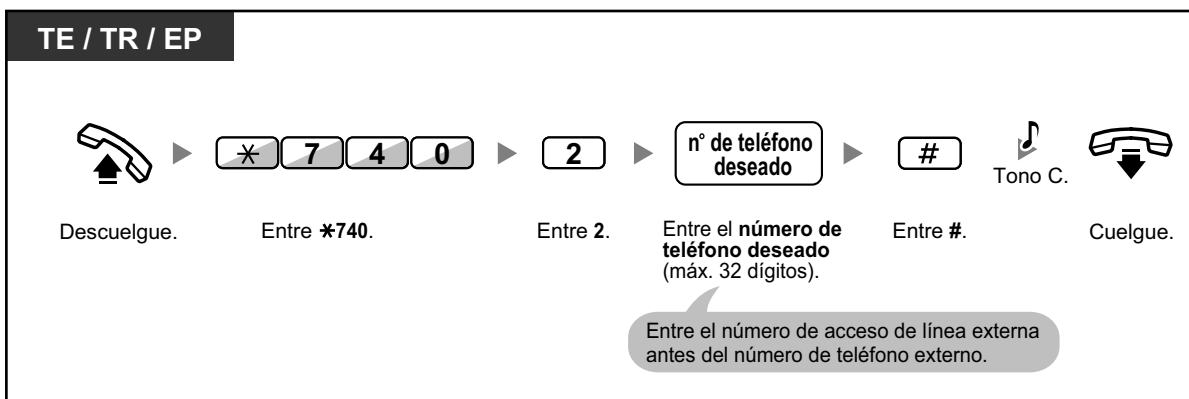 TE / TR / EP
* 7 4 0
2
n° de teléfono
deseado
#
Tono C.
Descuelgue.
Entre *740.
Entre 2.
Entre el número de
teléfono deseado
(máx. 32 dígitos).
Entre #.
Cuelgue.
Entre el número de acceso de línea externa
antes del número de teléfono externo.